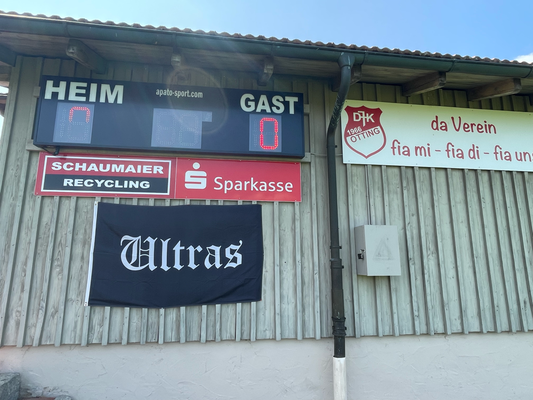 HEIM
apato-sport.com
GAST
0
SCHAUMAIER
RECYCLING
Sparkasse
Ultras
DJK
1966
OTTING
da Verein
fia mi - fia di - fia